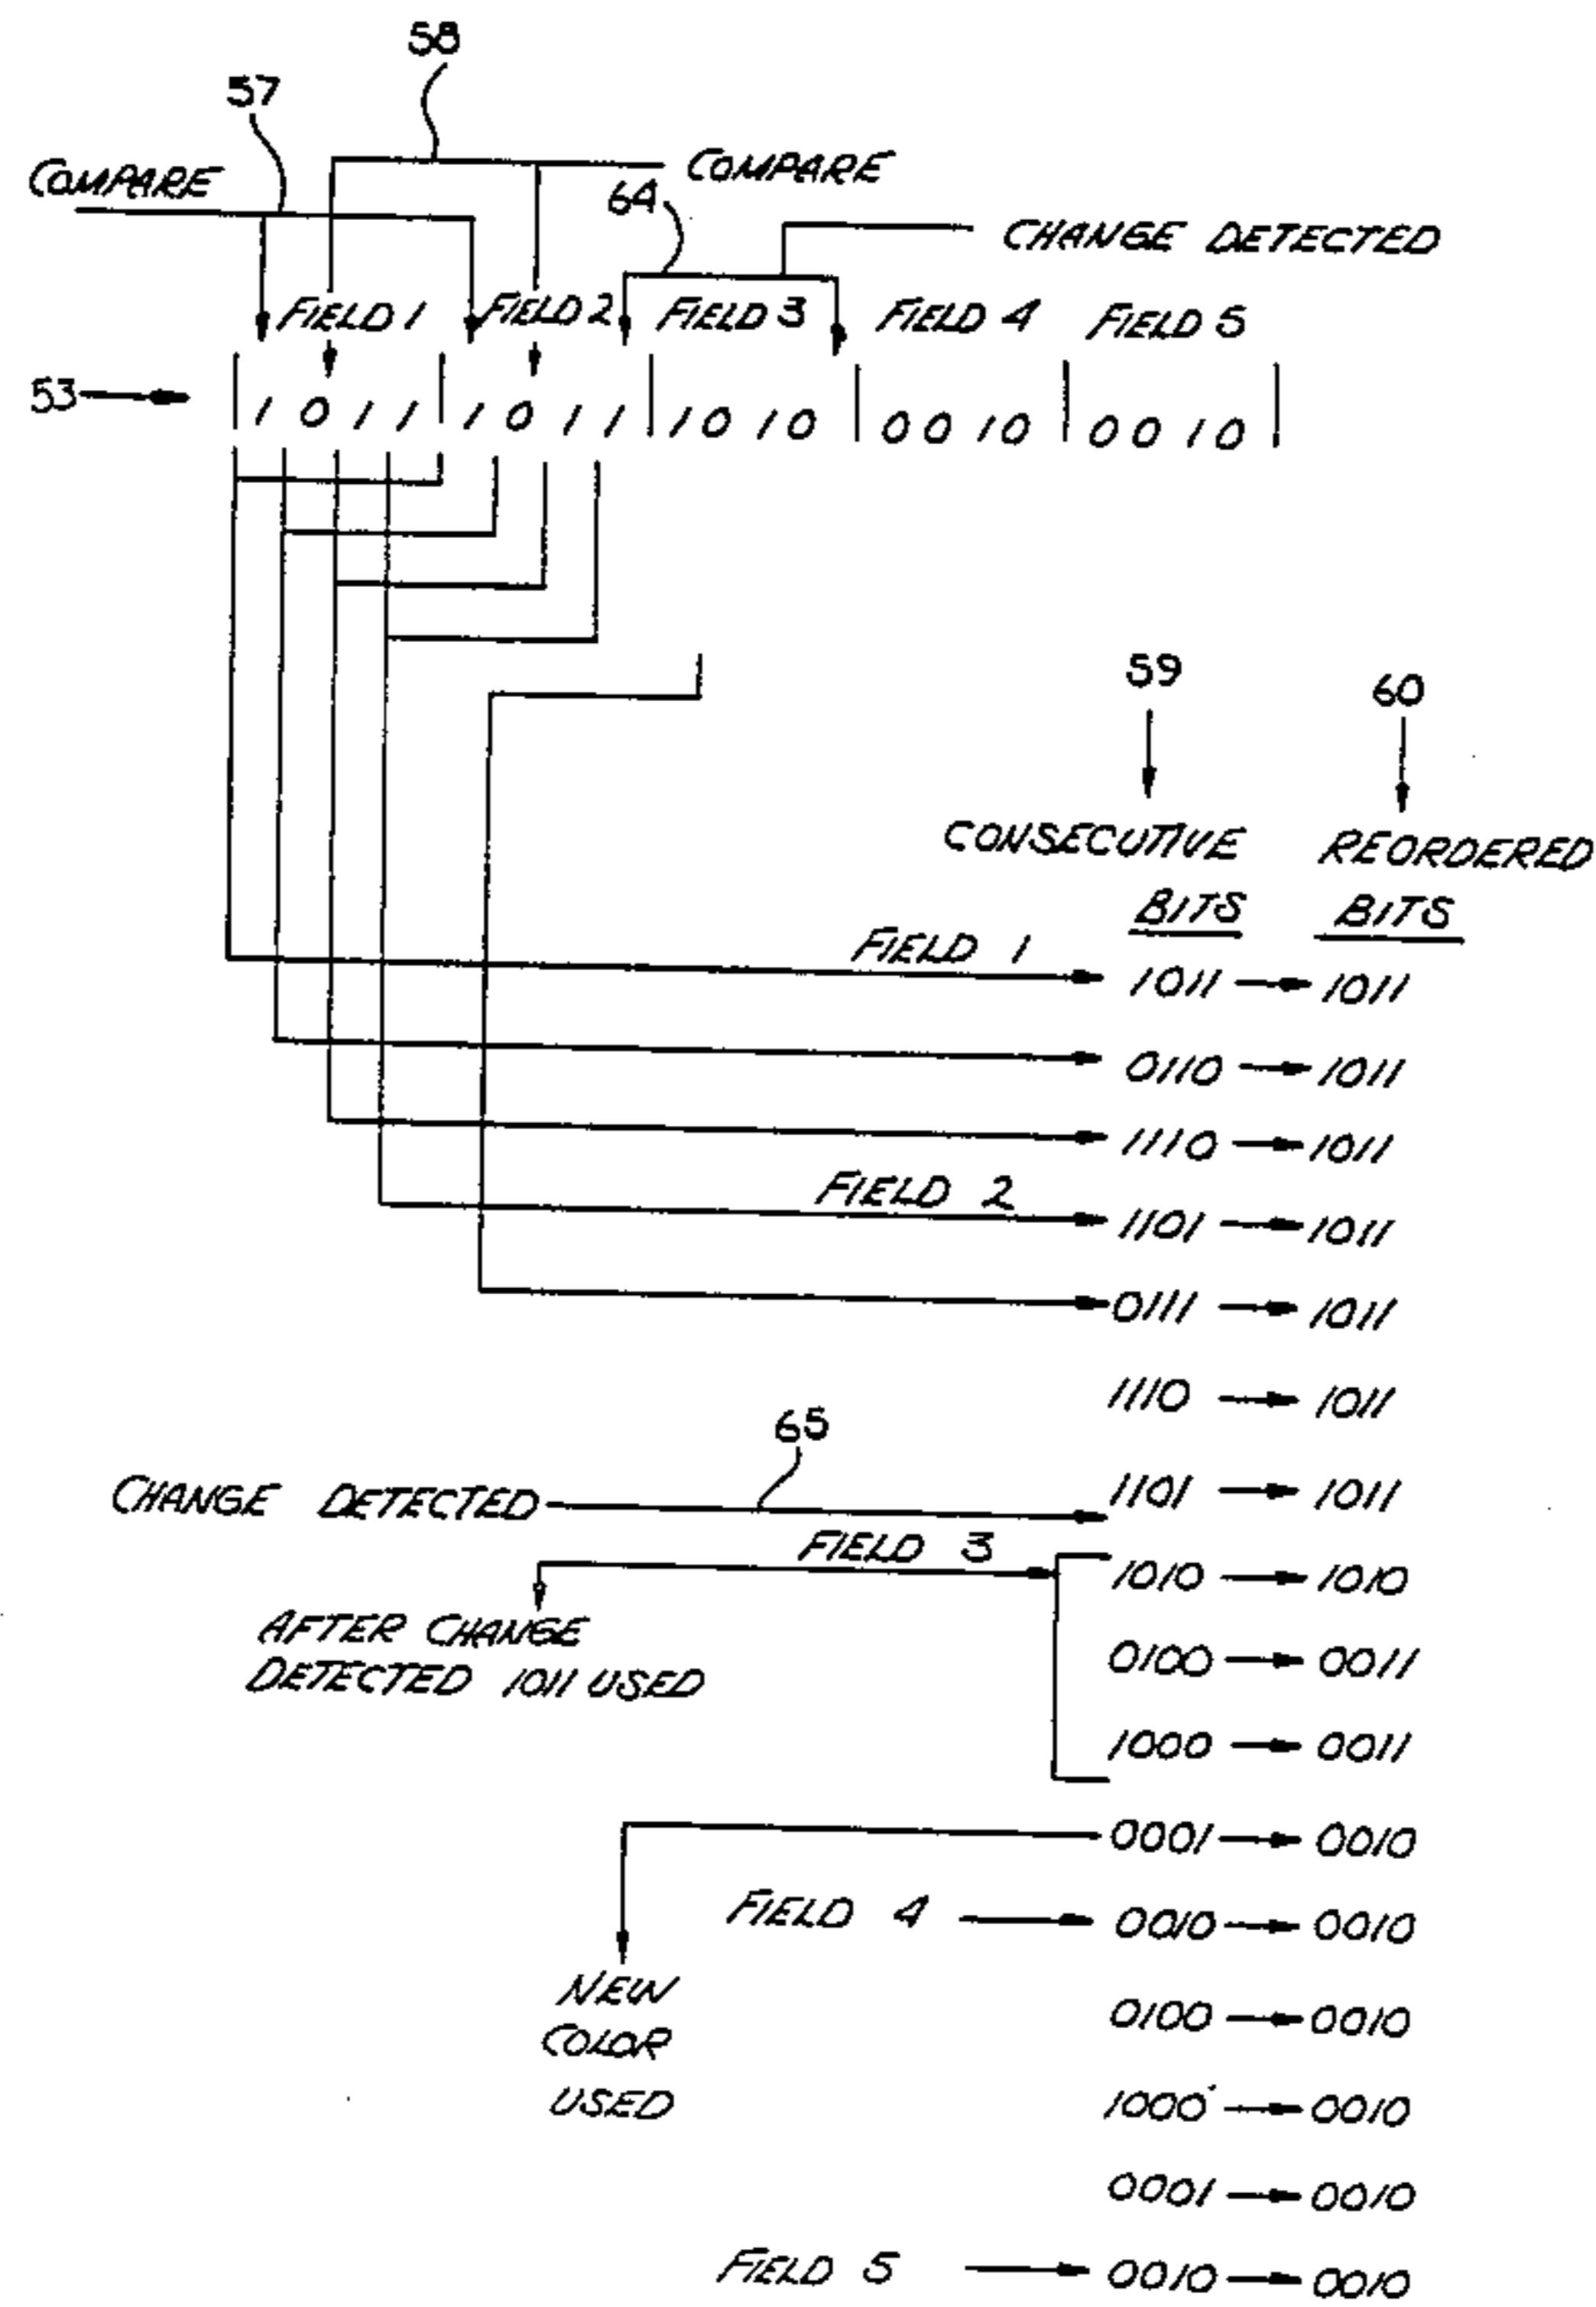 58
57
COMPARE
COMPARE
64
CHANGE DETECTED
FIELD 1 FIELD 2 FIELD 3 FIELD 4 FIELD 5
53
1 0 1 1 1 0 1 1 1 0 1 0 0 0 1 0 0 0 1 0
59
60
CONSECUTIVE BITS
REORDERED BITS
FIELD 1
1011 1011
0110 1011
1110 1011
FIELD 2
1101 1011
0111 1011
1110 1011
65
CHANGE DETECTED
1101 1011
FIELD 3
1010 1010
AFTER CHANGE
DETECTED 1011 USED
0100 0011
1000 0011
0001 0010
FIELD 4 0010 0010
NEW
COLOR
USED
0100 0010
1000 0010
0001 0010
FIELD 5 0010 0010